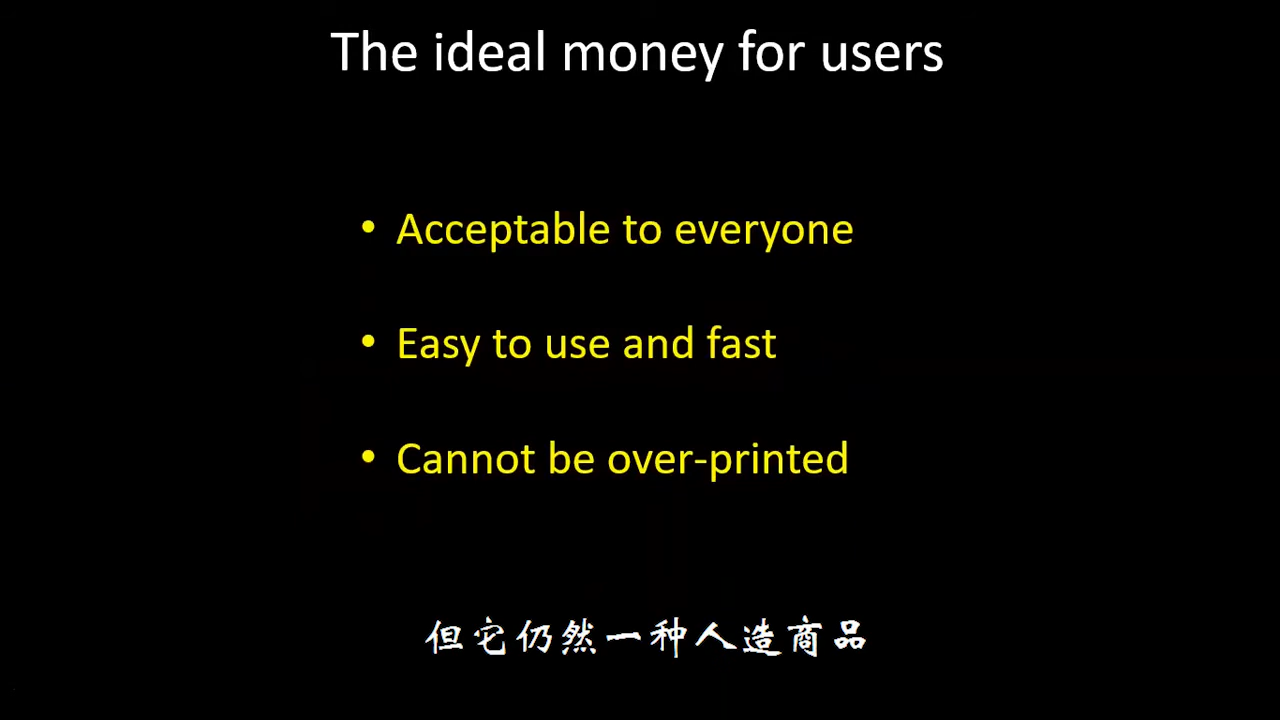 The ideal money for users
• Acceptable to everyone
• Easy to use and fast
• Cannot be over-printed
但它仍然一种人造商品